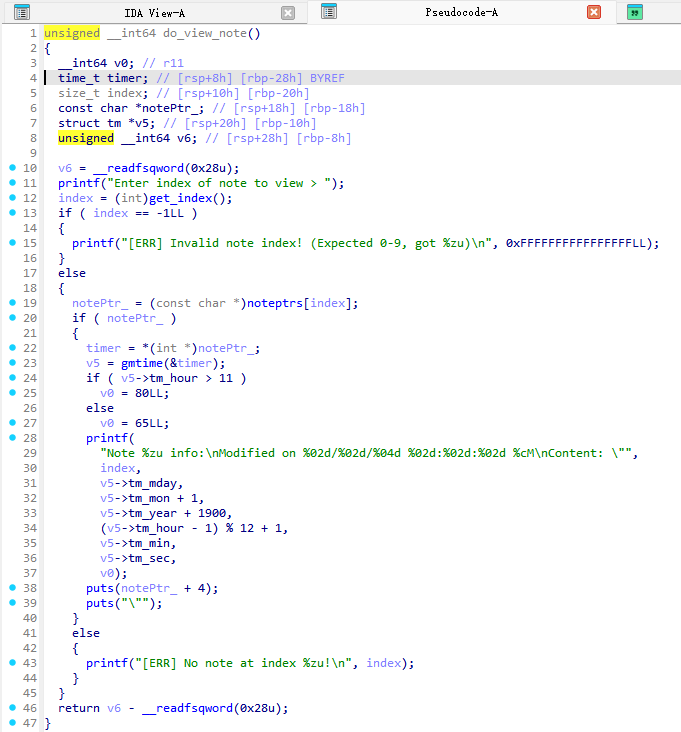 IDA View-A Pseudocode-A
1 unsigned __int64 do_view_note()
2 {
3   __int64 v0; // r11
4   time_t timer; // [rsp+8h] [rbp-28h] BYREF
5   size_t index; // [rsp+10h] [rbp-20h]
6   const char *notePtr_; // [rsp+18h] [rbp-18h]
7   struct tm *v5; // [rsp+20h] [rbp-10h]
8   unsigned __int64 v6; // [rsp+28h] [rbp-8h]
9
10   v6 = __readfsqword(0x28u);
11   printf("Enter index of note to view > ");
12   index = (int)get_index();
13   if ( index == -1LL )
14   {
15     printf("[ERR] Invalid note index! (Expected 0-9, got %zu)\n", 0xFFFFFFFFFFFFFFFFLL);
16   }
17   else
18   {
19     notePtr_ = (const char *)noteptrs[index];
20     if ( notePtr_ )
21     {
22       timer = *(int *)notePtr_;
23       v5 = gmtime(&timer);
24       if ( v5->tm_hour > 11 )
25         v0 = 80LL;
26       else
27         v0 = 65LL;
28       printf(
29         "Note %zu info:\nModified on %02d/%02d/%04d %02d:%02d:%02d %cM\nContent: \"",
30         index,
31         v5->tm_mday,
32         v5->tm_mon + 1,
33         v5->tm_year + 1900,
34         (v5->tm_hour - 1) % 12 + 1,
35         v5->tm_min,
36         v5->tm_sec,
37         v0);
38       puts(notePtr_ + 4);
39       puts("\"");
40     }
41     else
42     {
43       printf("[ERR] No note at index %zu!\n", index);
44     }
45   }
46   return v6 - __readfsqword(0x28u);
47 }